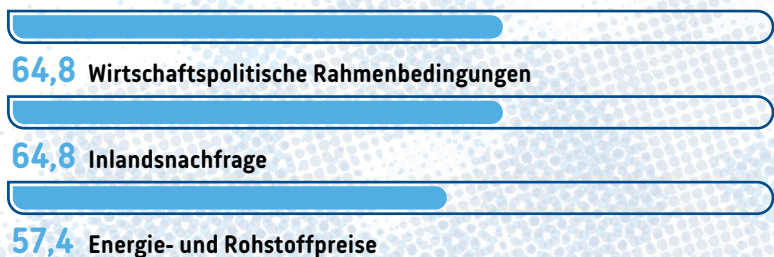 64,8 Wirtschaftspolitische Rahmenbedingungen
64,8 Inlandsnachfrage
57,4 Energie- und Rohstoffpreise